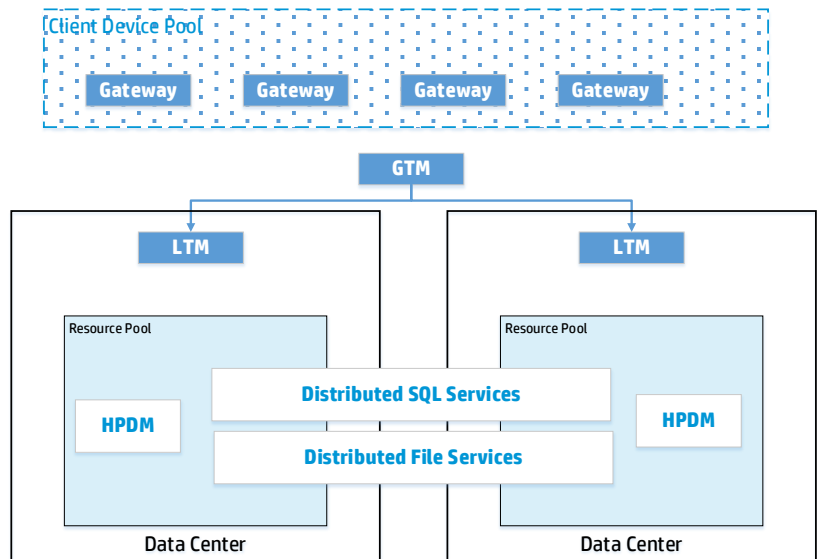 Client Device Pool
Gateway
Gateway
Gateway
Gateway
GTM
LTM
LTM
Resource Pool
Resource Pool
Distributed SQL Services
HPDM
HPDM
Distributed File Services
Data Center
Data Center